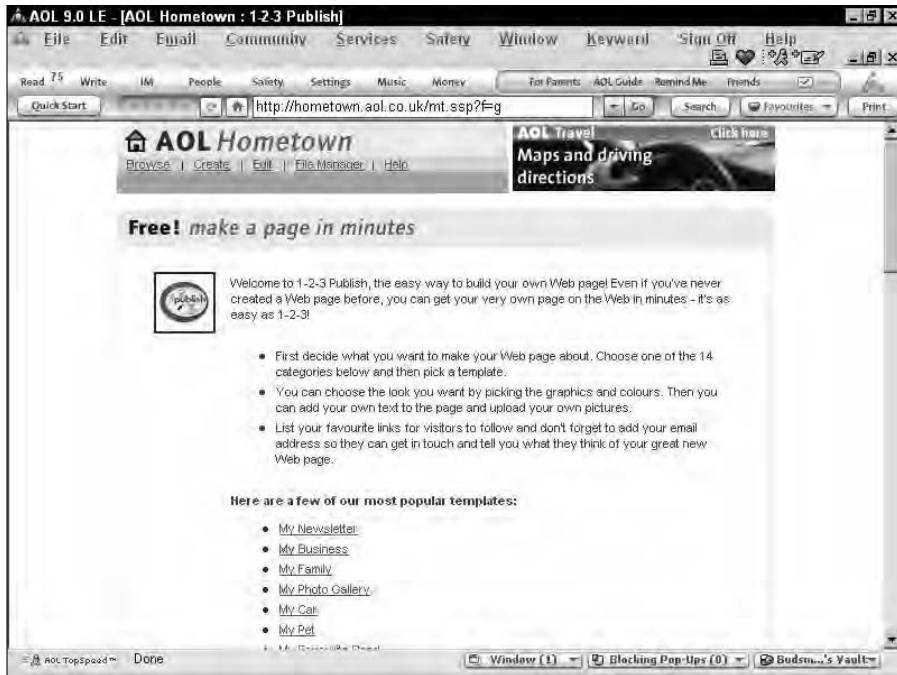 AOL 9.0 LE - [AOL Hometown : 1-2-3 Publish]
File Edit Email Community Services Safety Window Keyword Sign Off Help
Read 75 Write IM People Safety Settings Music Money For Parents AOL Guide Remind Me Friends
Quick Start http://hometown.aol.co.uk/mt.ssp?f=g Go Search Favourites Print
AOL Hometown
Browse | Create | Edit | File Manager | Help
AOL Travel Click here
Maps and driving
directions
Free! make a page in minutes
publish
Welcome to 1-2-3 Publish, the easy way to build your own Web page! Even if you've never
created a Web page before, you can get your very own page on the Web in minutes - it's as
easy as 1-2-3!
• First decide what you want to make your Web page about. Choose one of the 14
categories below and then pick a template.
• You can choose the look you want by picking the graphics and colours. Then you
can add your own text to the page and upload your own pictures.
• List your favourite links for visitors to follow and don't forget to add your email
address so they can get in touch and tell you what they think of your great new
Web page.
Here are a few of our most popular templates:
• My Newsletter
• My Business
• My Family
• My Photo Gallery
• My Car
• My Pet
AOL TopSpeed™ Done Window (1) Blocking Pop-Ups (0) Budsm...'s Vault